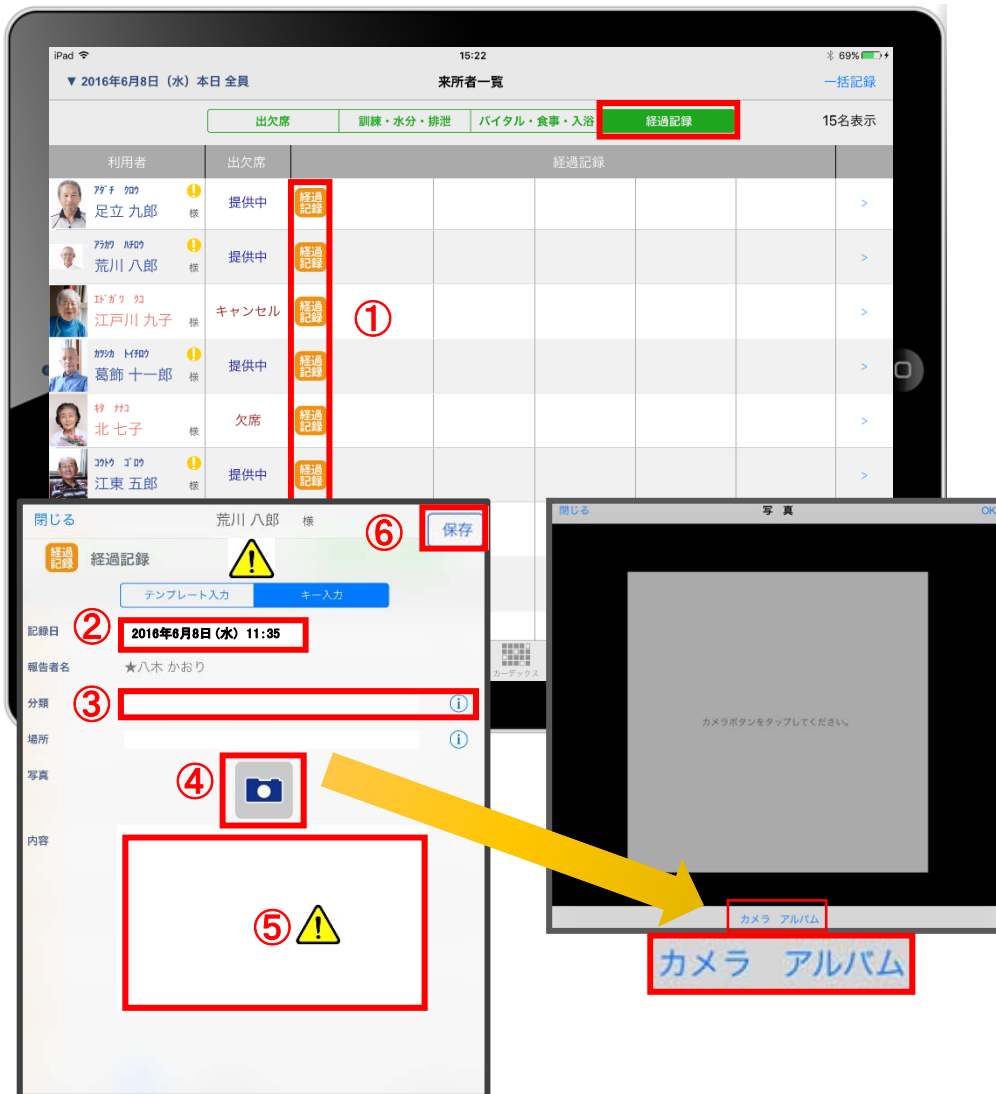 iPad 15:22 69%
▼ 2016年6月8日（水）本日 全員 来所者一覧 一括記録
出欠席 訓練・水分・排泄 バイタル・食事・入浴 経過記録 15名表示
利用者 出欠席 経過記録
ｱﾀﾞﾁ ｸﾛｳ
足立 九郎 様 提供中 経過記録 >
ｱﾗｶﾜ ﾊﾁﾛｳ
荒川 八郎 様 提供中 経過記録 >
ｴﾄﾞｶﾞﾜ ｸｺ
江戸川 九子 様 キャンセル 経過記録 >
①
ｶﾂｼｶ ﾄｲﾁﾛｳ
葛飾 十一郎 様 提供中 経過記録 >
ｷﾀ ﾅﾅｺ
北 七子 様 欠席 経過記録 >
ｺｳﾄｳ ｺﾞﾛｳ
江東 五郎 様 提供中 経過記録 >
カーデックス
閉じる 荒川 八郎 様 ⑥ 保存
経過記録 経過記録
テンプレート入力 キー入力
記録日 ② 2016年6月8日(水) 11:35
報告者名 ★八木 かおり
分類 ③
場所
写真 ④
内容
⑤
閉じる 写 真 OK
カメラボタンをタップしてください。
カメラ アルバム
カメラ アルバム